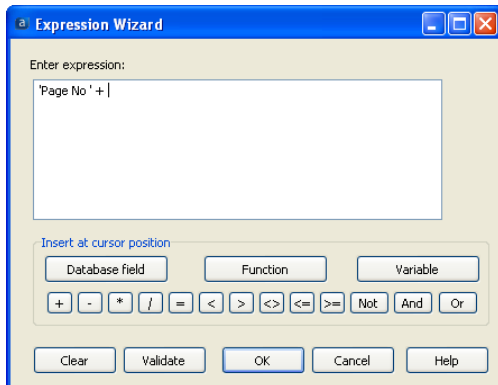 a Expression Wizard
Enter expression:
'Page No ' +
Insert at cursor position
Database field Function Variable
+ - * / = < > <> <= >= Not And Or
Clear Validate OK Cancel Help